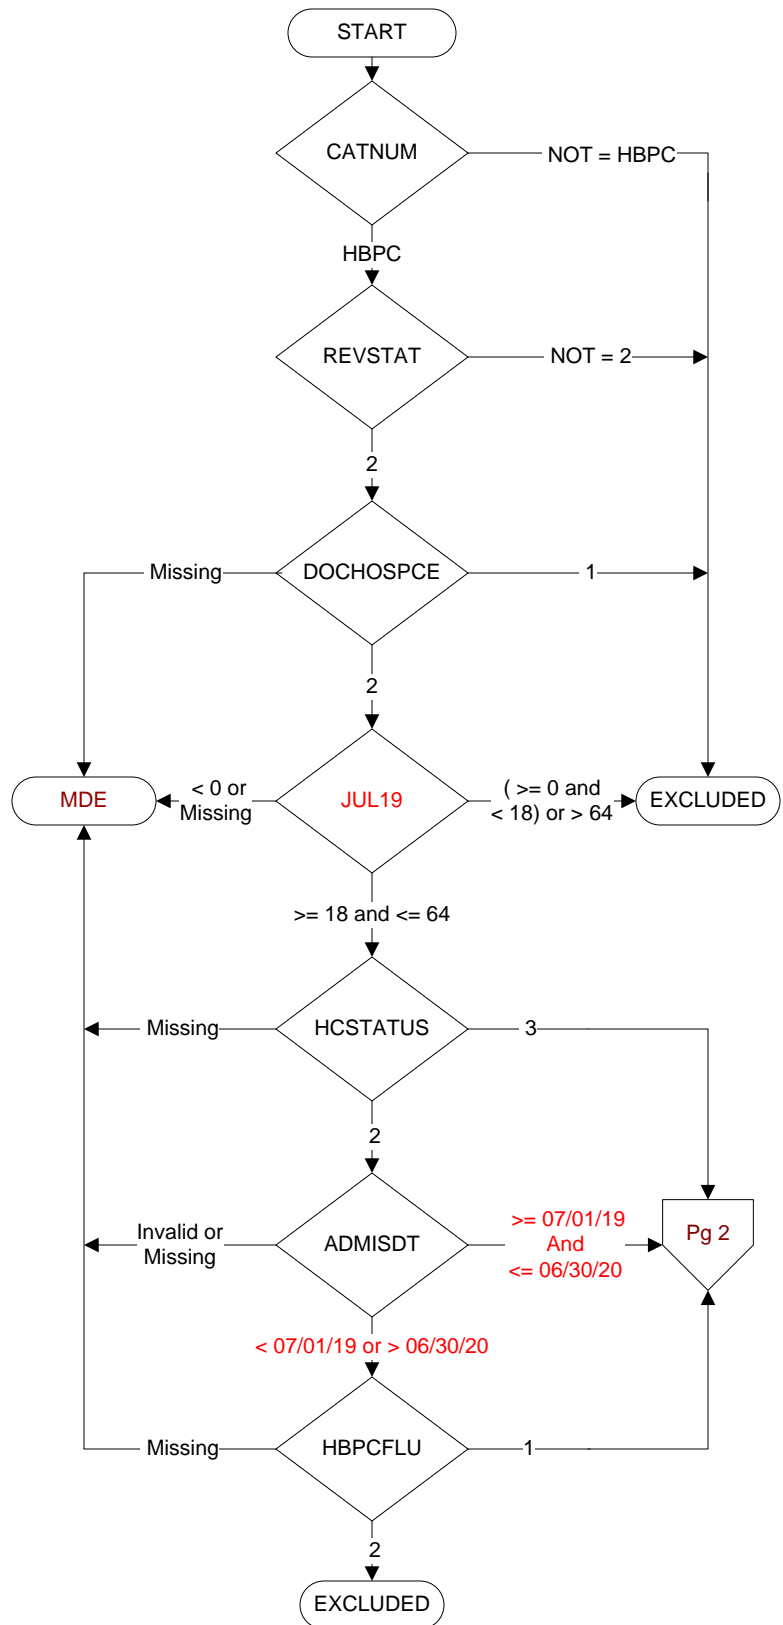 START
CATNUM
NOT = HBPC
HBPC
REVSTAT
NOT = 2
2
Missing
DOCHOSPCE
1
2
MDE
< 0 or
Missing
JUL19
( >= 0 and
< 18) or > 64
EXCLUDED
>= 18 and <= 64
Missing
HCSTATUS
3
2
Invalid or
Missing
ADMISDT
>= 07/01/19
And
<= 06/30/20
Pg 2
< 07/01/19 or > 06/30/20
Missing
HBPCFLU
1
2
EXCLUDED